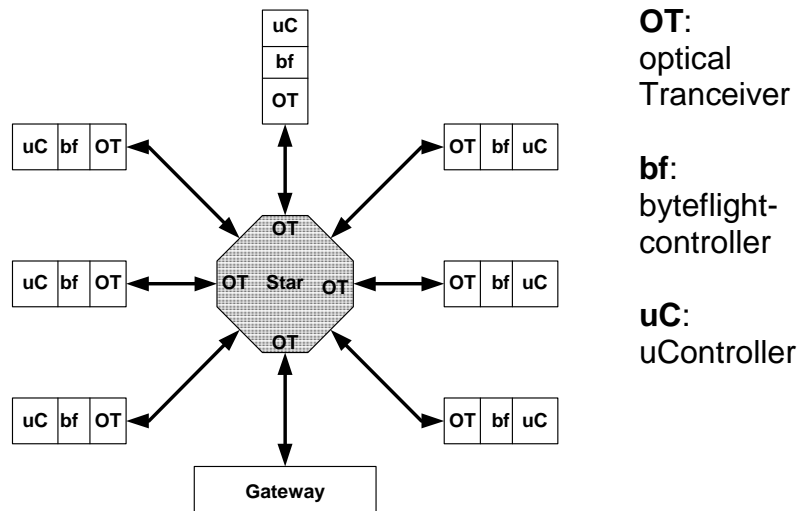 uC
bf
OT
uC bf OT
OT bf uC
OT
uC bf OT
OT Star OT
OT bf uC
OT
uC bf OT
OT bf uC
Gateway
OT:
optical
Tranceiver
bf:
byteflight-
controller
uC:
uController